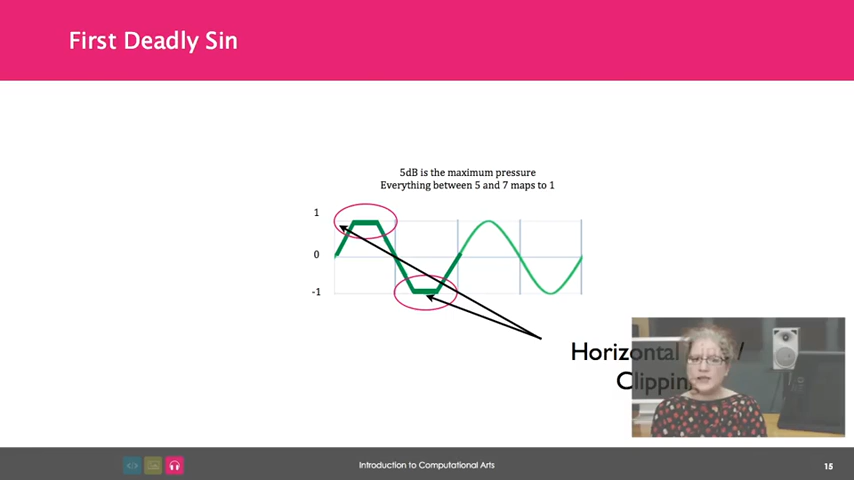 First Deadly Sin
5dB is the maximum pressure
Everything between 5 and 7 maps to 1
1
0
-1
Horizontal /
Clippin
Introduction to Computational Arts
15